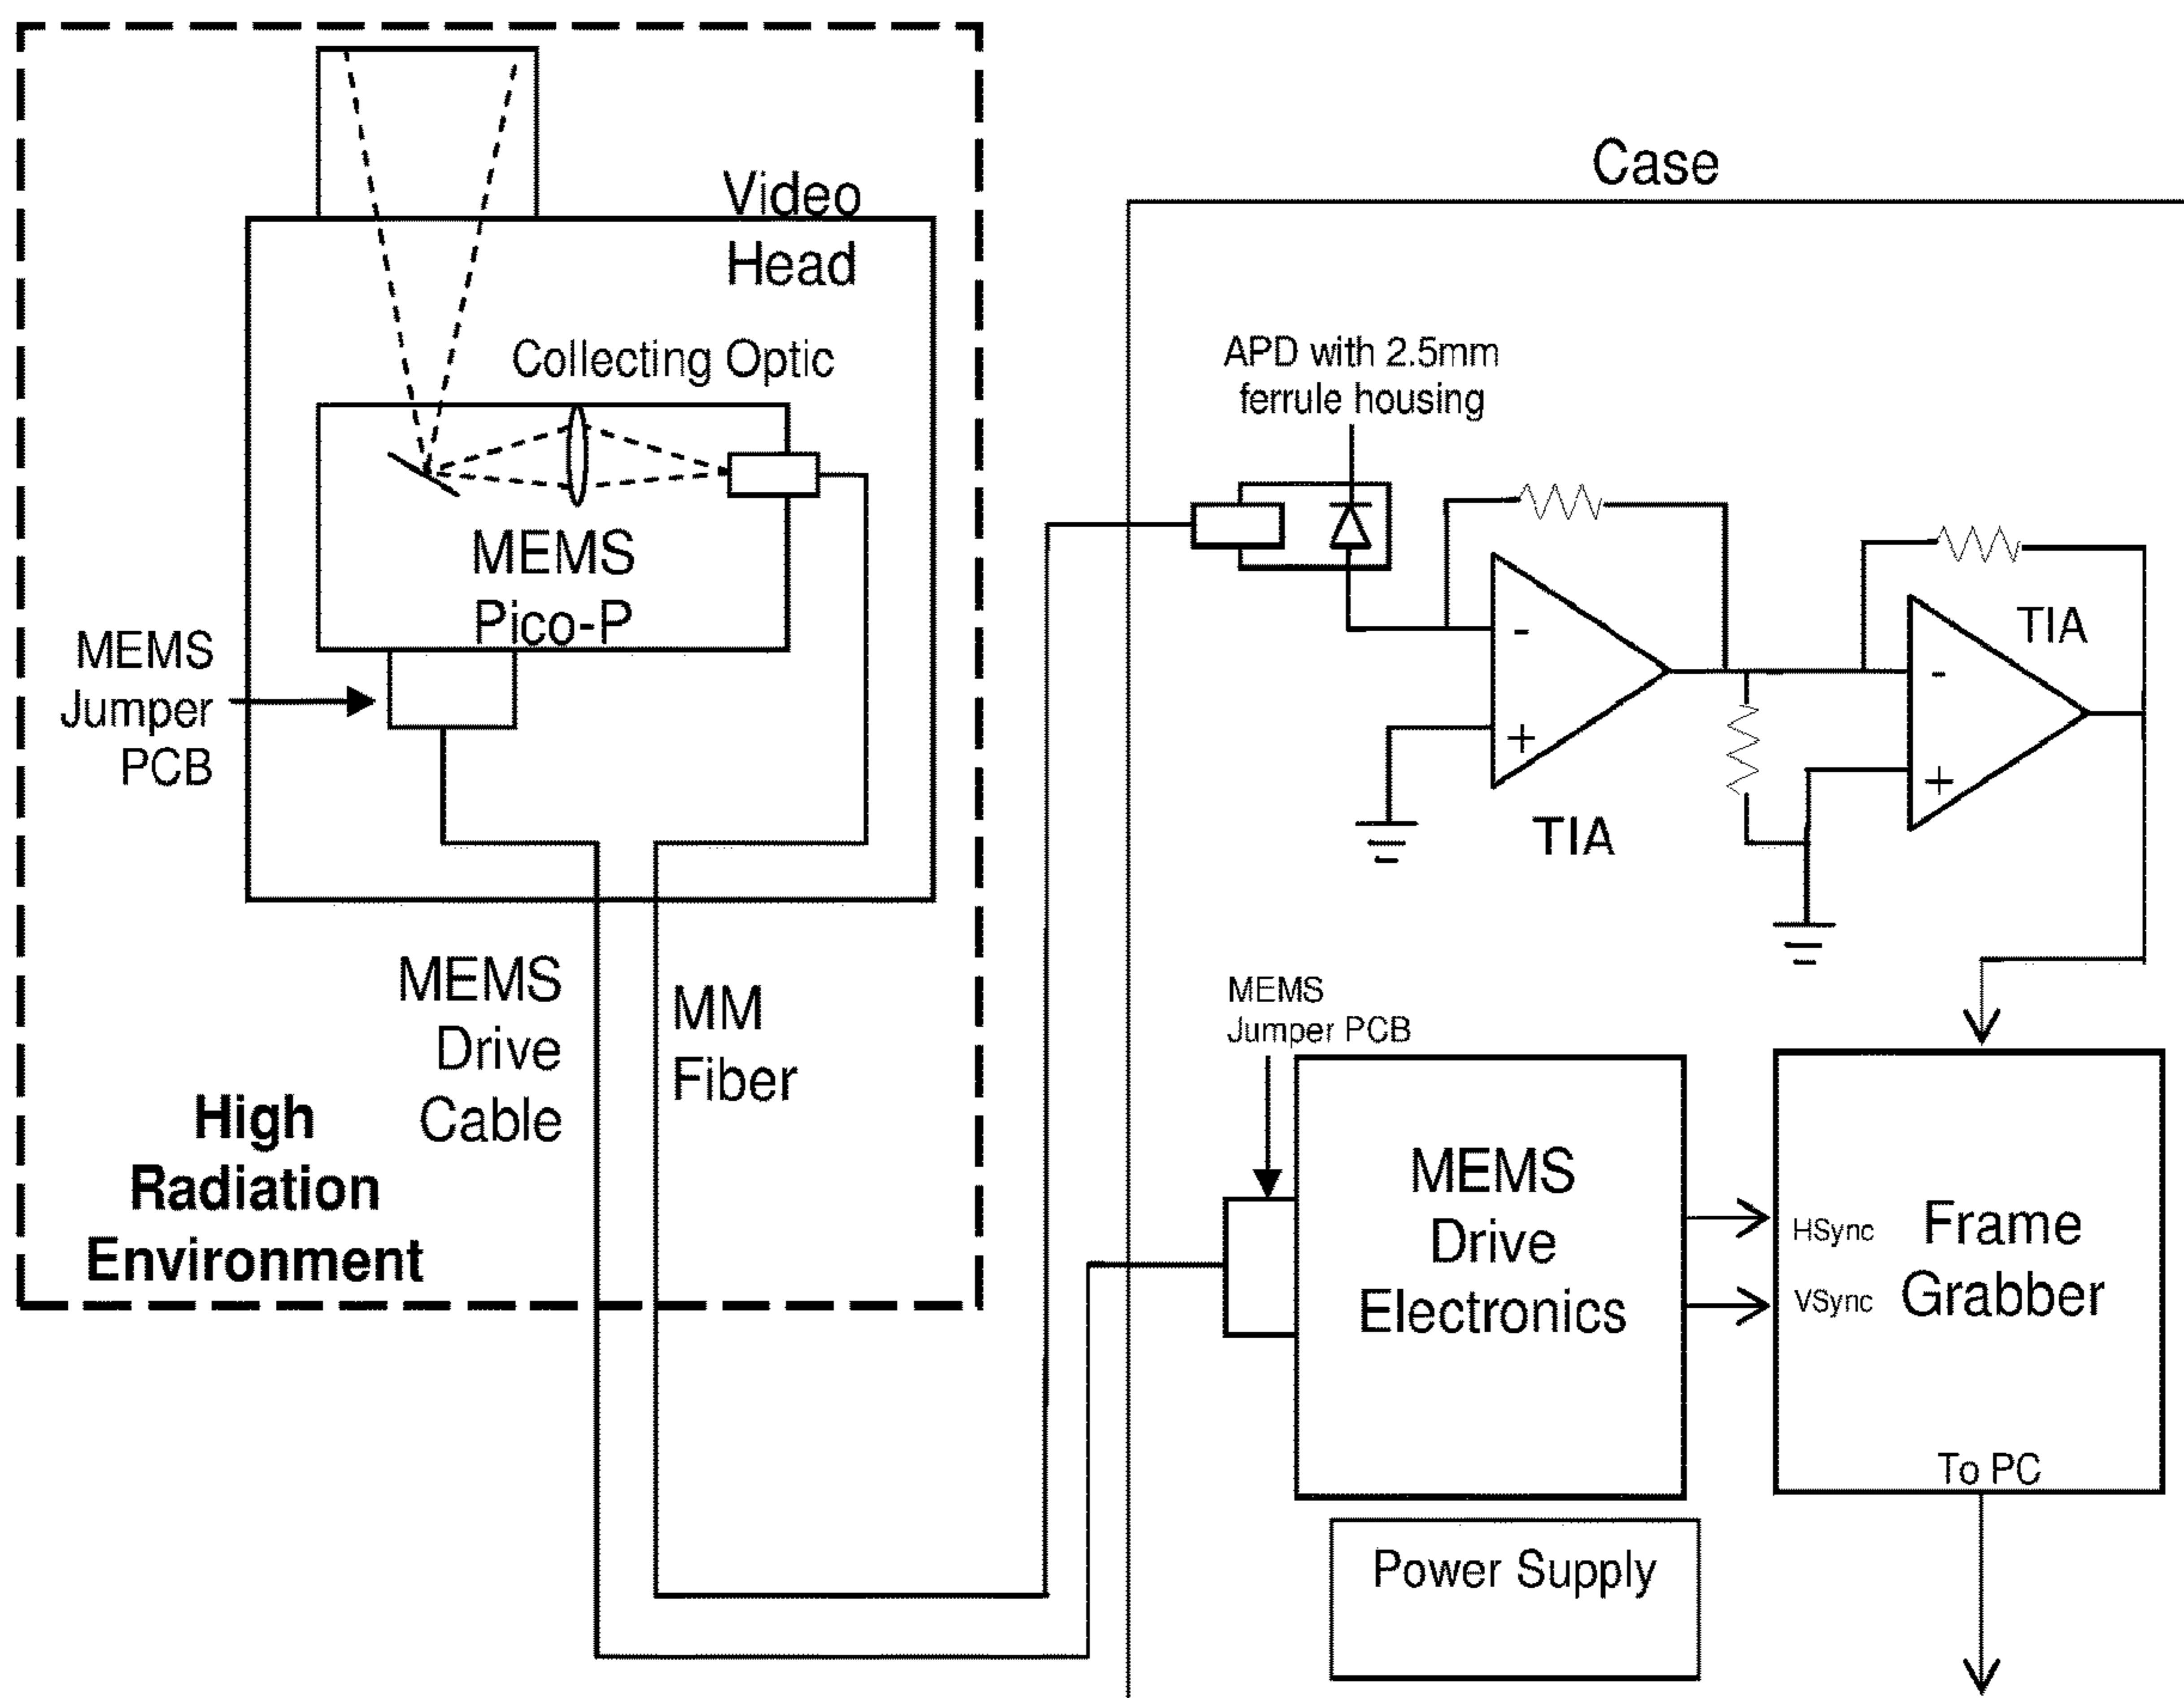 Video
Head
Collecting Optic
MEMS
Pico-P
MEMS
Jumper
PCB
MEMS
Drive
Cable
MM
Fiber
High
Radiation
Environment
Case
APD with 2.5mm
ferrule housing
-
+
TIA
TIA
-
+
MEMS
Jumper PCB
MEMS
Drive
Electronics
HSync
VSync
Frame
Grabber
To PC
Power Supply